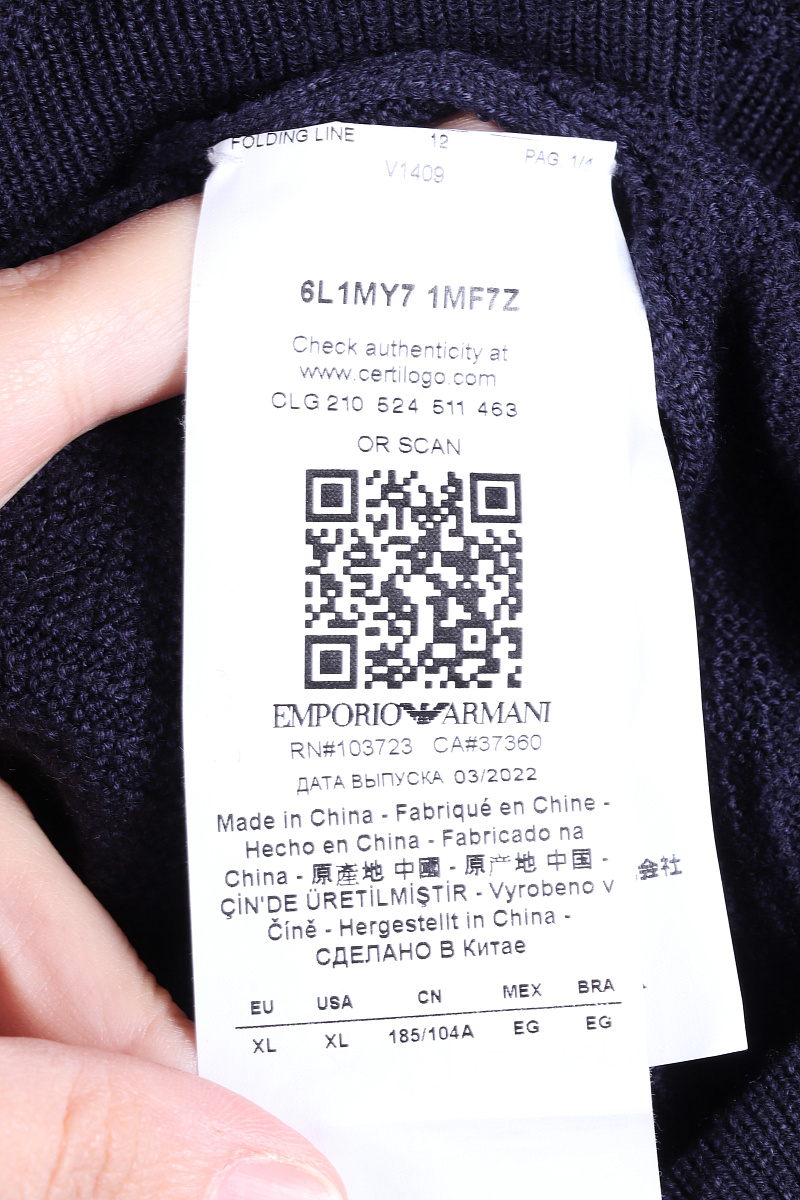 FOLDING LINE 12 PAG. 1/4
V1409
6L1MY7 1MF7Z
Check authenticity at
www.certilogo.com
CLG 210 524 511 463
OR SCAN
EMPORIO ARMANI
RN#103723 CA#37360
ДАТА ВЫПУСКА 03/2022
Made in China - Fabriqué en Chine -
Hecho en China - Fabricado na
China - 原產地 中國 - 原产地 中国 -
会社
ÇİN'DE ÜRETİLMİŞTİR - Vyrobeno v
Číně - Hergestellt in China -
СДЕЛАНО В Китае
EU USA CN MEX BRA
XL XL 185/104A EG EG